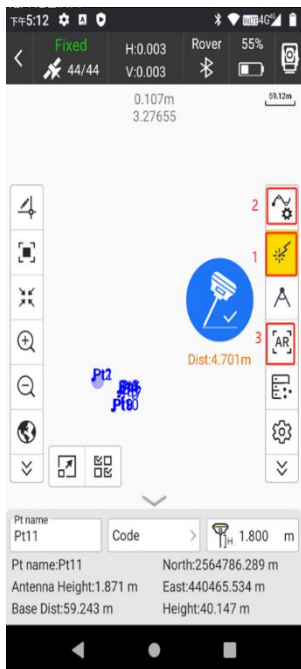 下午5:12
4G
Fixed
44/44
H:0.003
V:0.003
Rover
55%
0.107m
3.27655
59.12m
2
1
3
AR
Dist:4.701m
Pt2
Pt name
Pt11
Code
H 1.800 m
Pt name:Pt11
North:2564786.289 m
Antenna Height:1.871 m
East:440465.534 m
Base Dist:59.243 m
Height:40.147 m